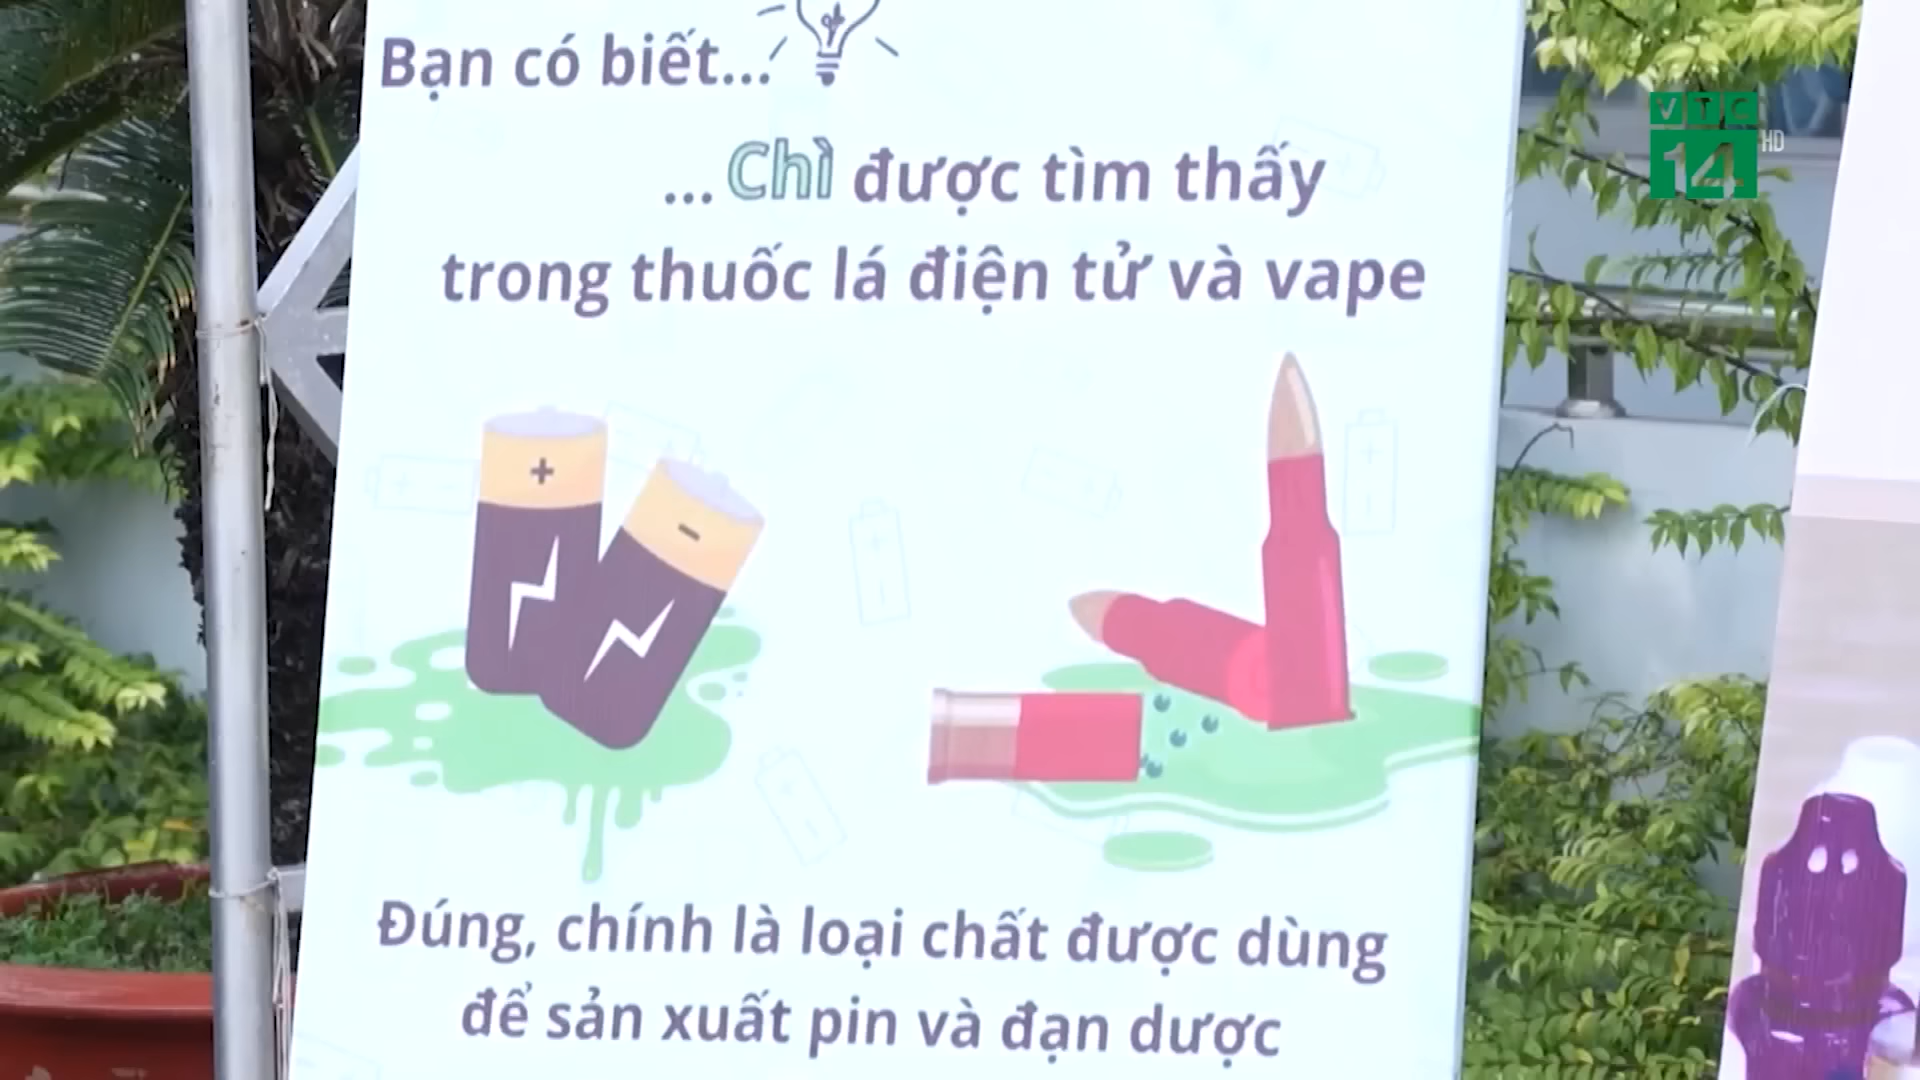 Bạn có biết...
... Chì được tìm thấy
trong thuốc lá điện tử và vape
+
-
Đúng, chính là loại chất được dùng
để sản xuất pin và đạn dược
VTC
14 HD